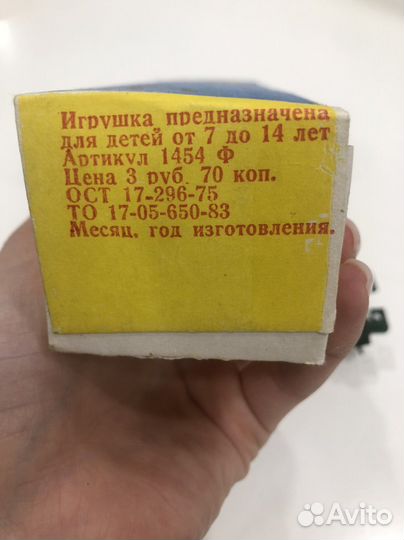 Игрушка предназначена
для детей от 7 до 14 лет
Артикул 1454 Ф
Цена 3 руб. 70 коп.
ОСТ 17-296-75
ТО 17-05-650-83
Месяц, год изготовления.
Avito